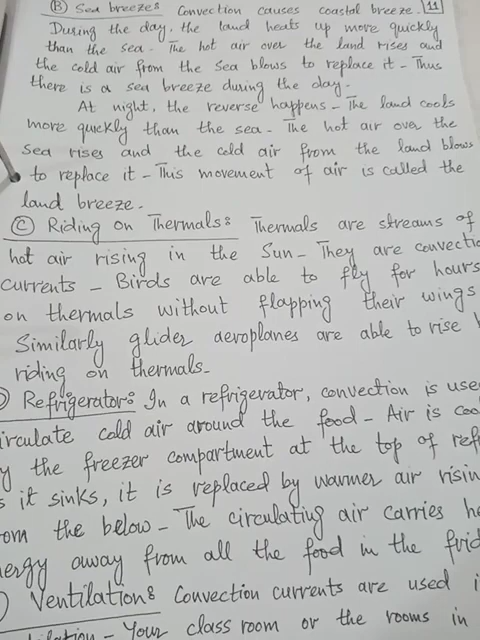 (B) Sea breeze: Convection causes coastal breeze. 11
During the day, the land heats up more quickly
than the sea - The hot air over the land rises and
the cold air from the Sea blows to replace it - Thus
there is a sea breeze during the day.
At night, the reverse happens - The land cools
more quickly than the sea - The hot air over the
sea rises and the cold air from the land blows
to replace it - This movement of air is called the
land breeze.
(C) Riding on Thermals: Thermals are streams of
hot air rising in the Sun - They are convectio
currents - Birds are able to fly for hours
on thermals without flapping their wings
Similarly glider aeroplanes are able to rise
riding on thermals -
Refrigerator: In a refrigerator, convection is use
irculate cold air around the food - Air is coo
y the freezer compartment at the top of refr
s it sinks, it is replaced by warmer air risin
rom the below - The circulating air carries he
nergy away from all the food in the frid
Ventilation: Convection currents are used i
ilation - Your class room or the rooms in